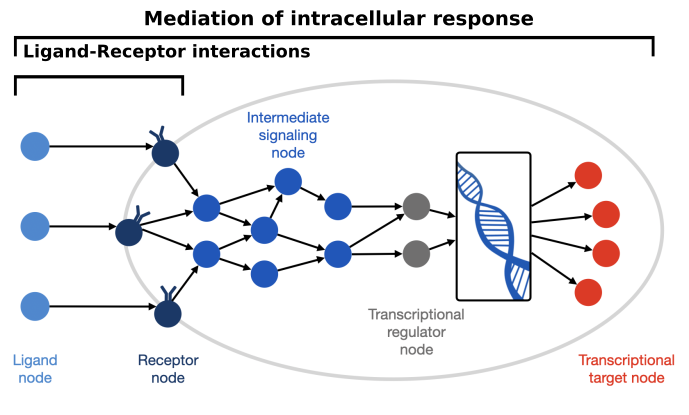 Mediation of intracellular response
Ligand-Receptor interactions
Intermediate
signaling
node
Transcriptional
regulator
node
Ligand
node
Receptor
node
Transcriptional
target node